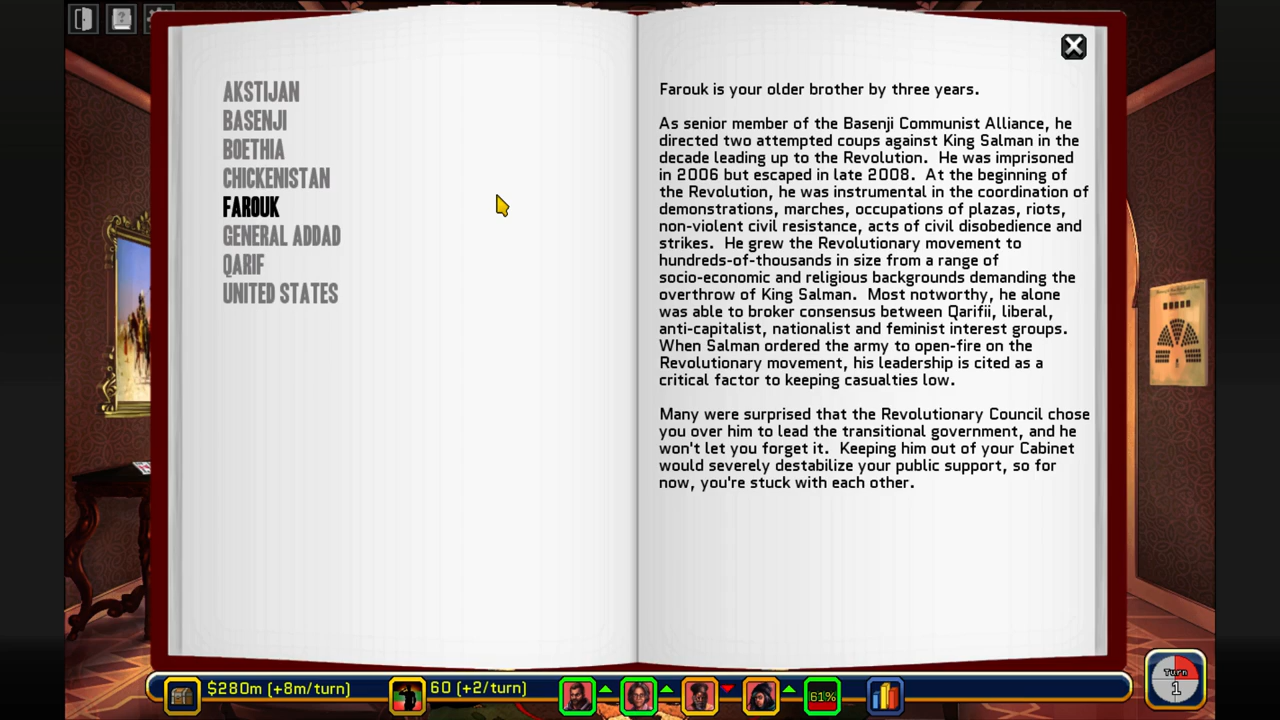 AKSTIJAN
BASENJI
BOETHIA
CHICKENISTAN
FAROUK
GENERAL ADDAD
QARIF
UNITED STATES
Farouk is your older brother by three years.
As senior member of the Basenji Communist Alliance, he
directed two attempted coups against King Salman in the
decade leading up to the Revolution. He was imprisoned
in 2006 but escaped in late 2008. At the beginning of
the Revolution, he was instrumental in the coordination of
demonstrations, marches, occupations of plazas, riots,
non-violent civil resistance, acts of civil disobedience and
strikes. He grew the Revolutionary movement to
hundreds-of-thousands in size from a range of
socio-economic and religious backgrounds demanding the
overthrow of King Salman. Most notworthy, he alone
was able to broker consensus between Qarifii, liberal,
anti-capitalist, nationalist and feminist interest groups.
When Salman ordered the army to open-fire on the
Revolutionary movement, his leadership is cited as a
critical factor to keeping casualties low.
Many were surprised that the Revolutionary Council chose
you over him to lead the transitional government, and he
won't let you forget it. Keeping him out of your Cabinet
would severely destabilize your public support, so for
now, you're stuck with each other.
$280m (+8m/turn)
60 (+2/turn)
61%
Turn
1